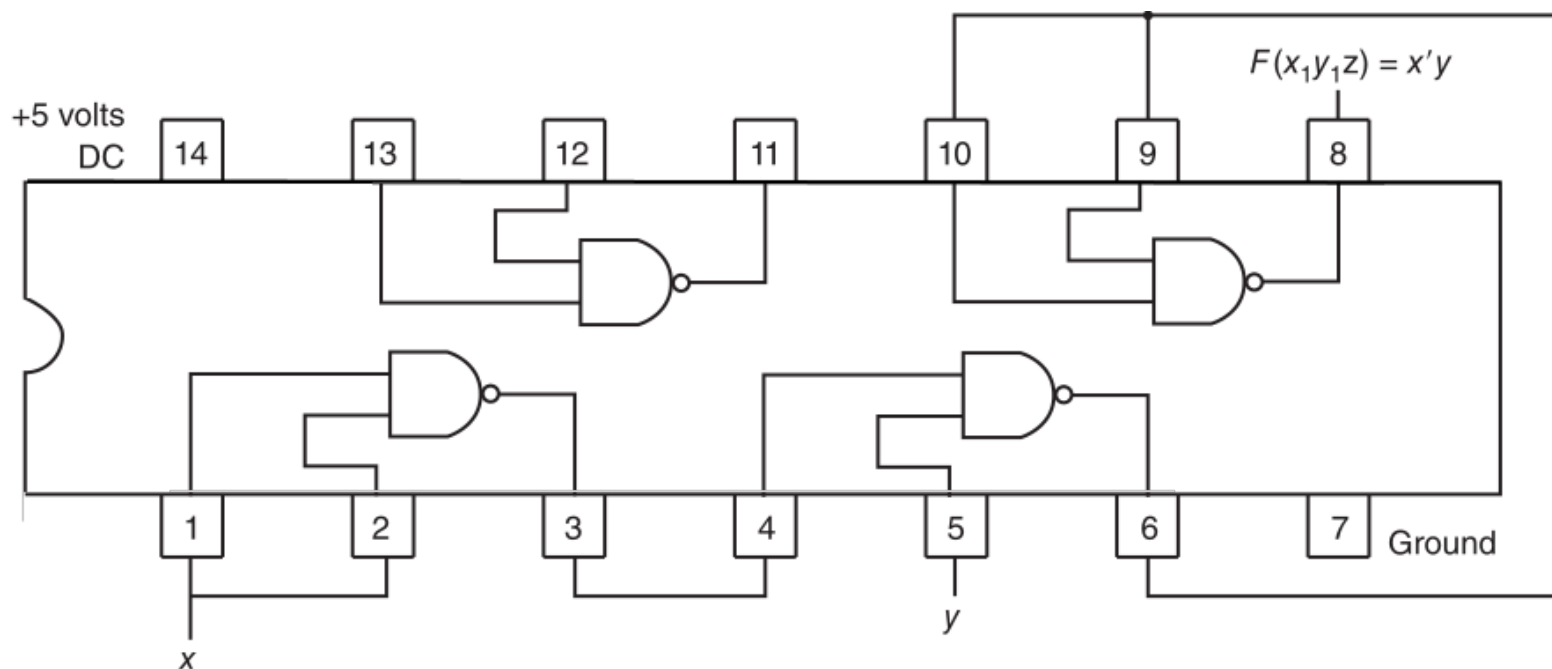 F(x₁y₁z) = x′y
+5 volts
DC
14 13 12 11 10 9 8
1 2 3 4 5 6 7
Ground
x
y